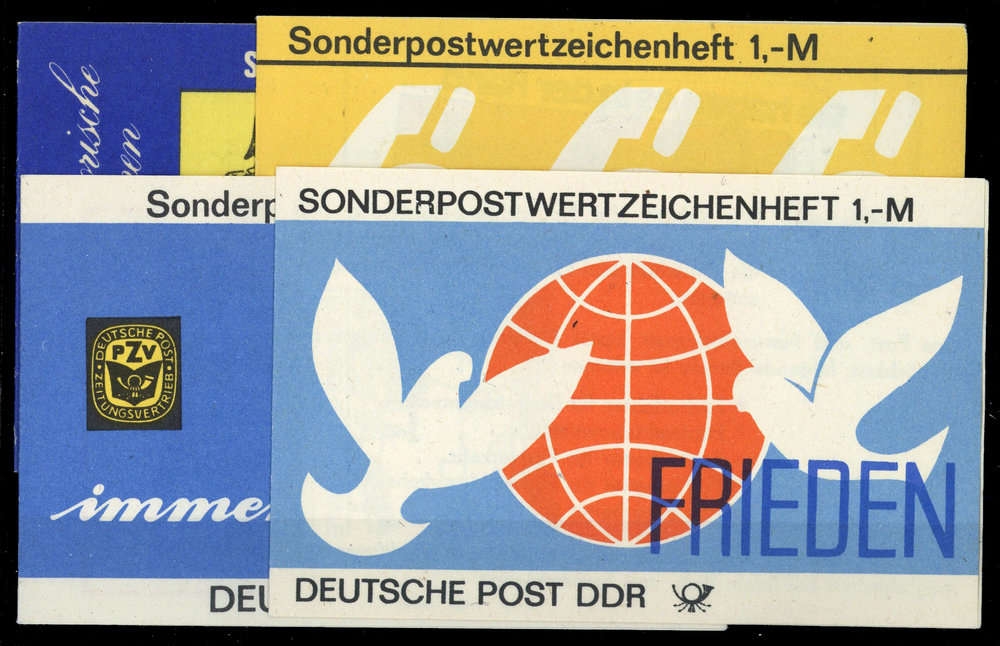 Sonderpostwertzeichenheft 1,-M
SONDERPOSTWERTZEICHENHEFT 1,-M
FRIEDEN
DEUTSCHE POST DDR
Sonderp
DEUTSCHE POST
PZV
ZEITUNGSVERTRIEB
imme
DEU
S